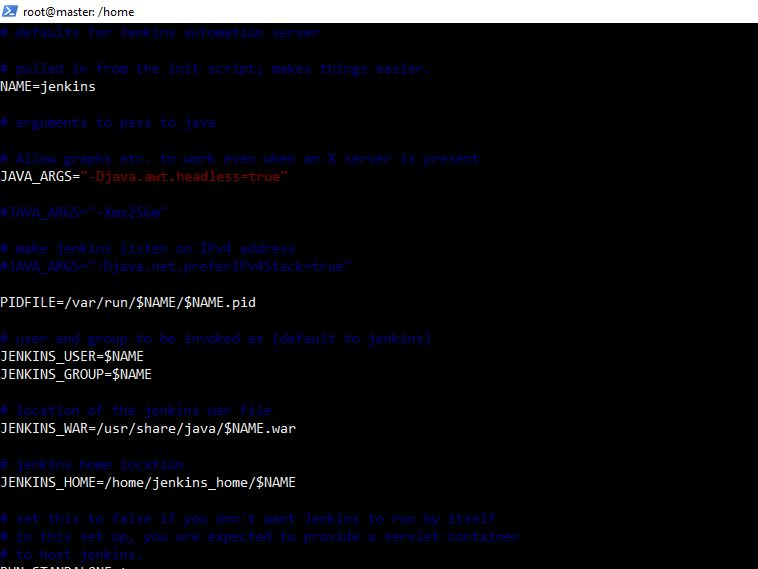 root@master: /home
# defaults for Jenkins automation server
# pulled in from the init script; makes things easier.
NAME=jenkins
# arguments to pass to java
# Allow graphs etc. to work even when an X server is present
JAVA_ARGS="-Djava.awt.headless=true"
#JAVA_ARGS="-Xmx256m"
# make jenkins listen on IPv4 address
#JAVA_ARGS="-Djava.net.preferIPv4Stack=true"
PIDFILE=/var/run/$NAME/$NAME.pid
# user and group to be invoked as (default to jenkins)
JENKINS_USER=$NAME
JENKINS_GROUP=$NAME
# location of the jenkins war file
JENKINS_WAR=/usr/share/java/$NAME.war
# jenkins home location
JENKINS_HOME=/home/jenkins_home/$NAME
# set this to false if you don't want Jenkins to run by itself
# in this set up, you are expected to provide a servlet container
# to host jenkins.